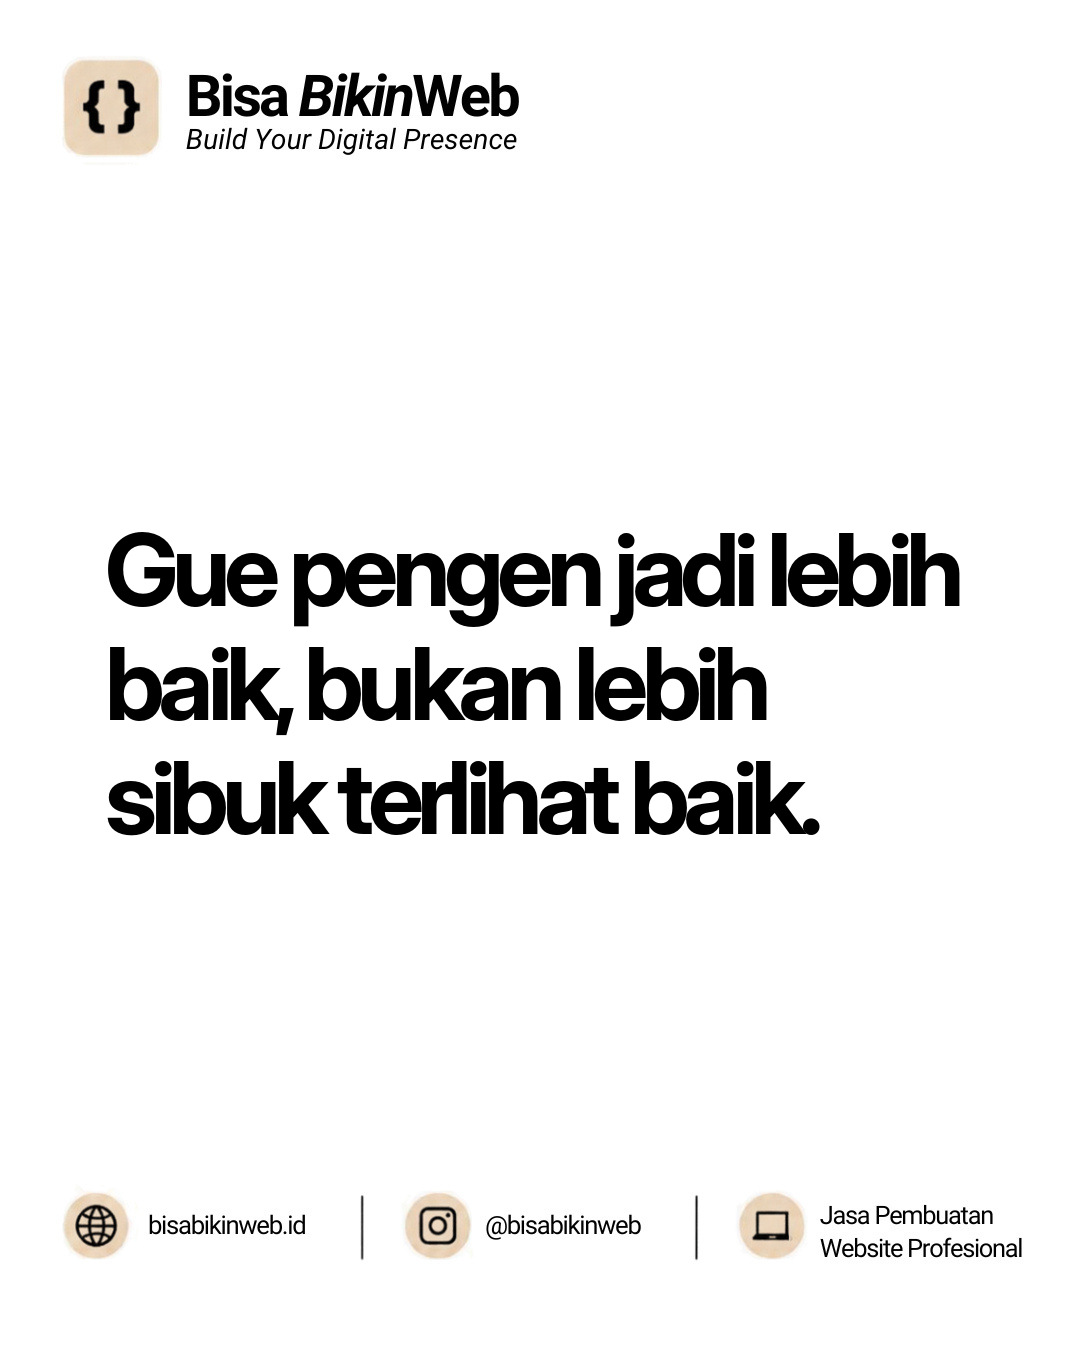 { }
Bisa BikinWeb
Build Your Digital Presence
Gue pengen jadi lebih
baik, bukan lebih
sibuk terlihat baik.
bisabikinweb.id
@bisabikinweb
Jasa Pembuatan
Website Profesional